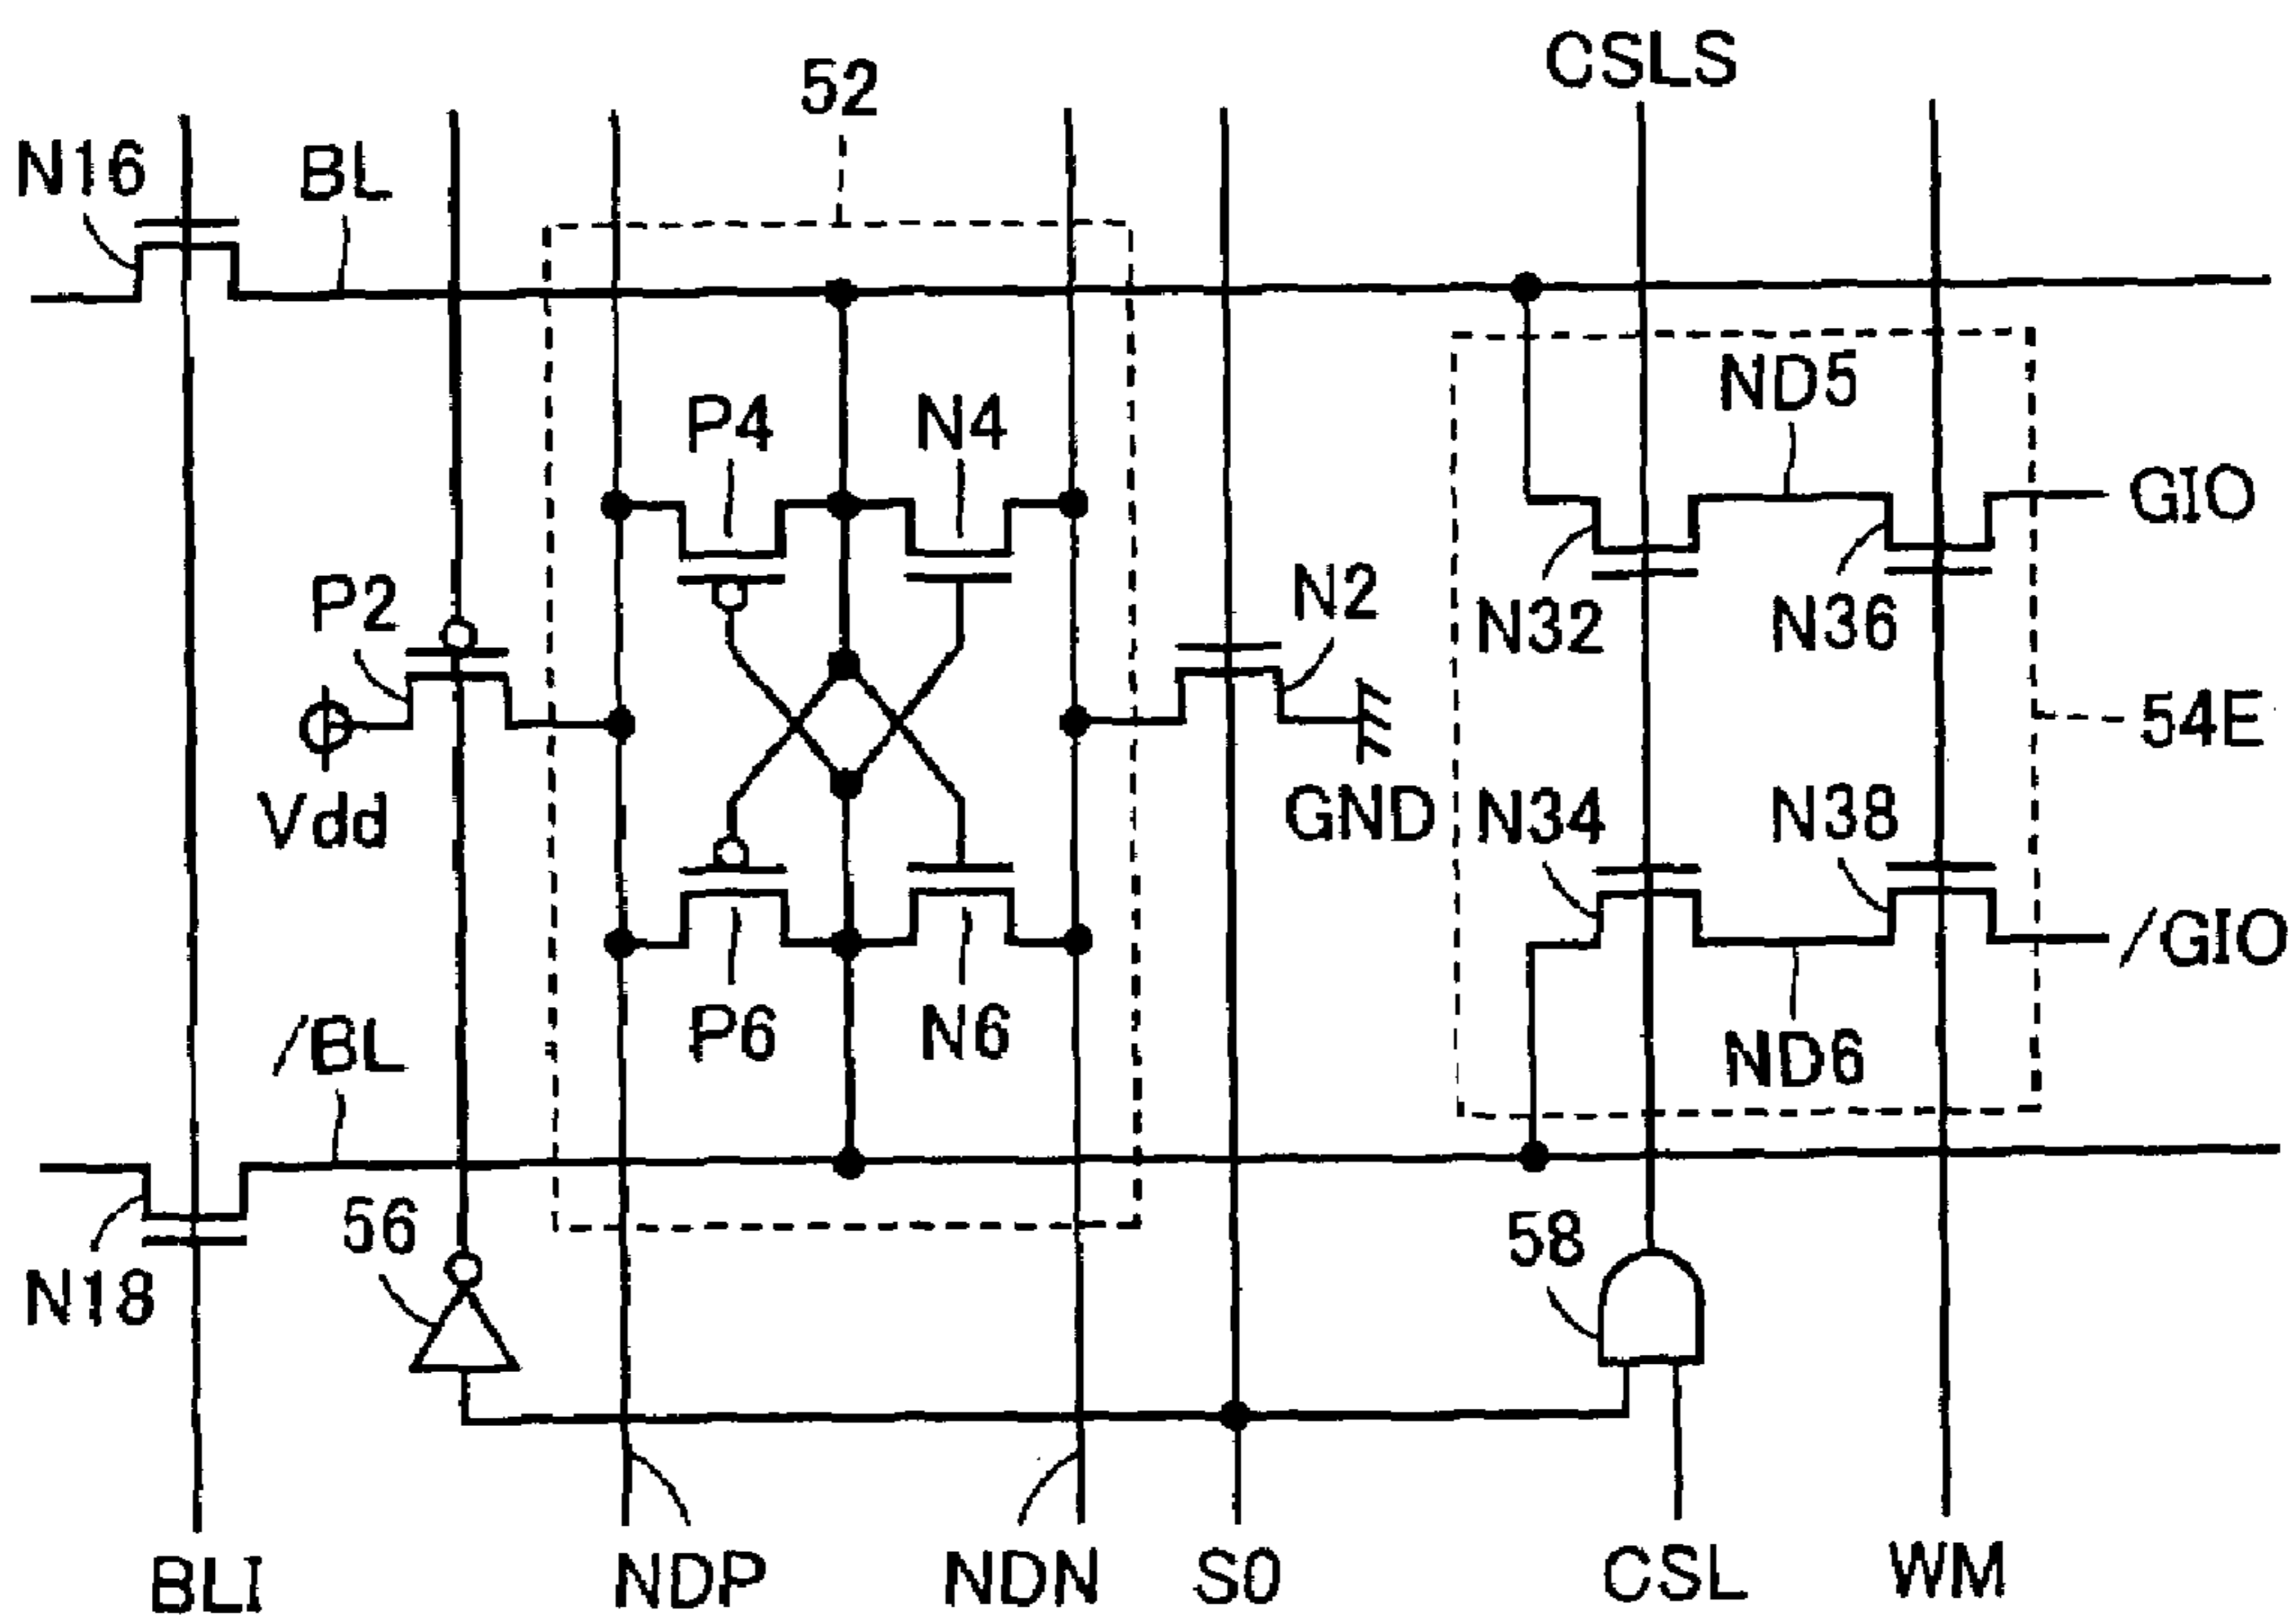 CSLS
52
N16
BL
ND5
P4
N4
GIO
P2
N2
N32
N36
54E
Vdd
GND
N34
N38
/GIO
P6
N6
/BL
ND6
56
58
N18
BLI
NDP
NDN
S0
CSL
WM